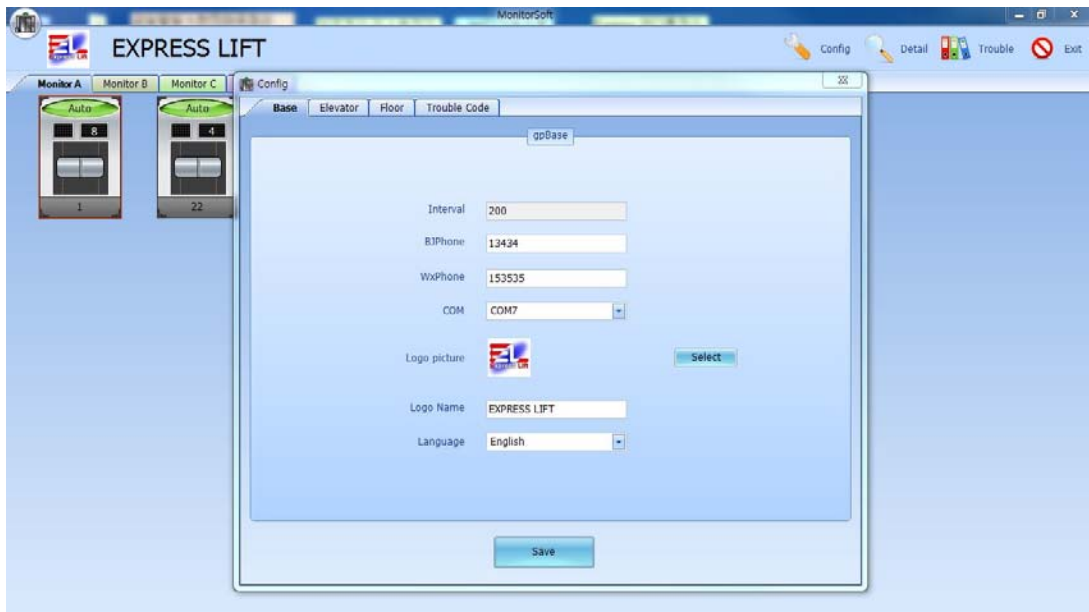 MonitorSoft
EXPRESS LIFT
Config Detail Trouble Exit
Monitor A Monitor B Monitor C
Config
Auto Auto
8 4
1 22
Base Elevator Floor Trouble Code
gpBase
Interval 200
BJPhone 13434
WxPhone 153535
COM COM7
Logo picture
Select
Logo Name EXPRESS LIFT
Language English
Save